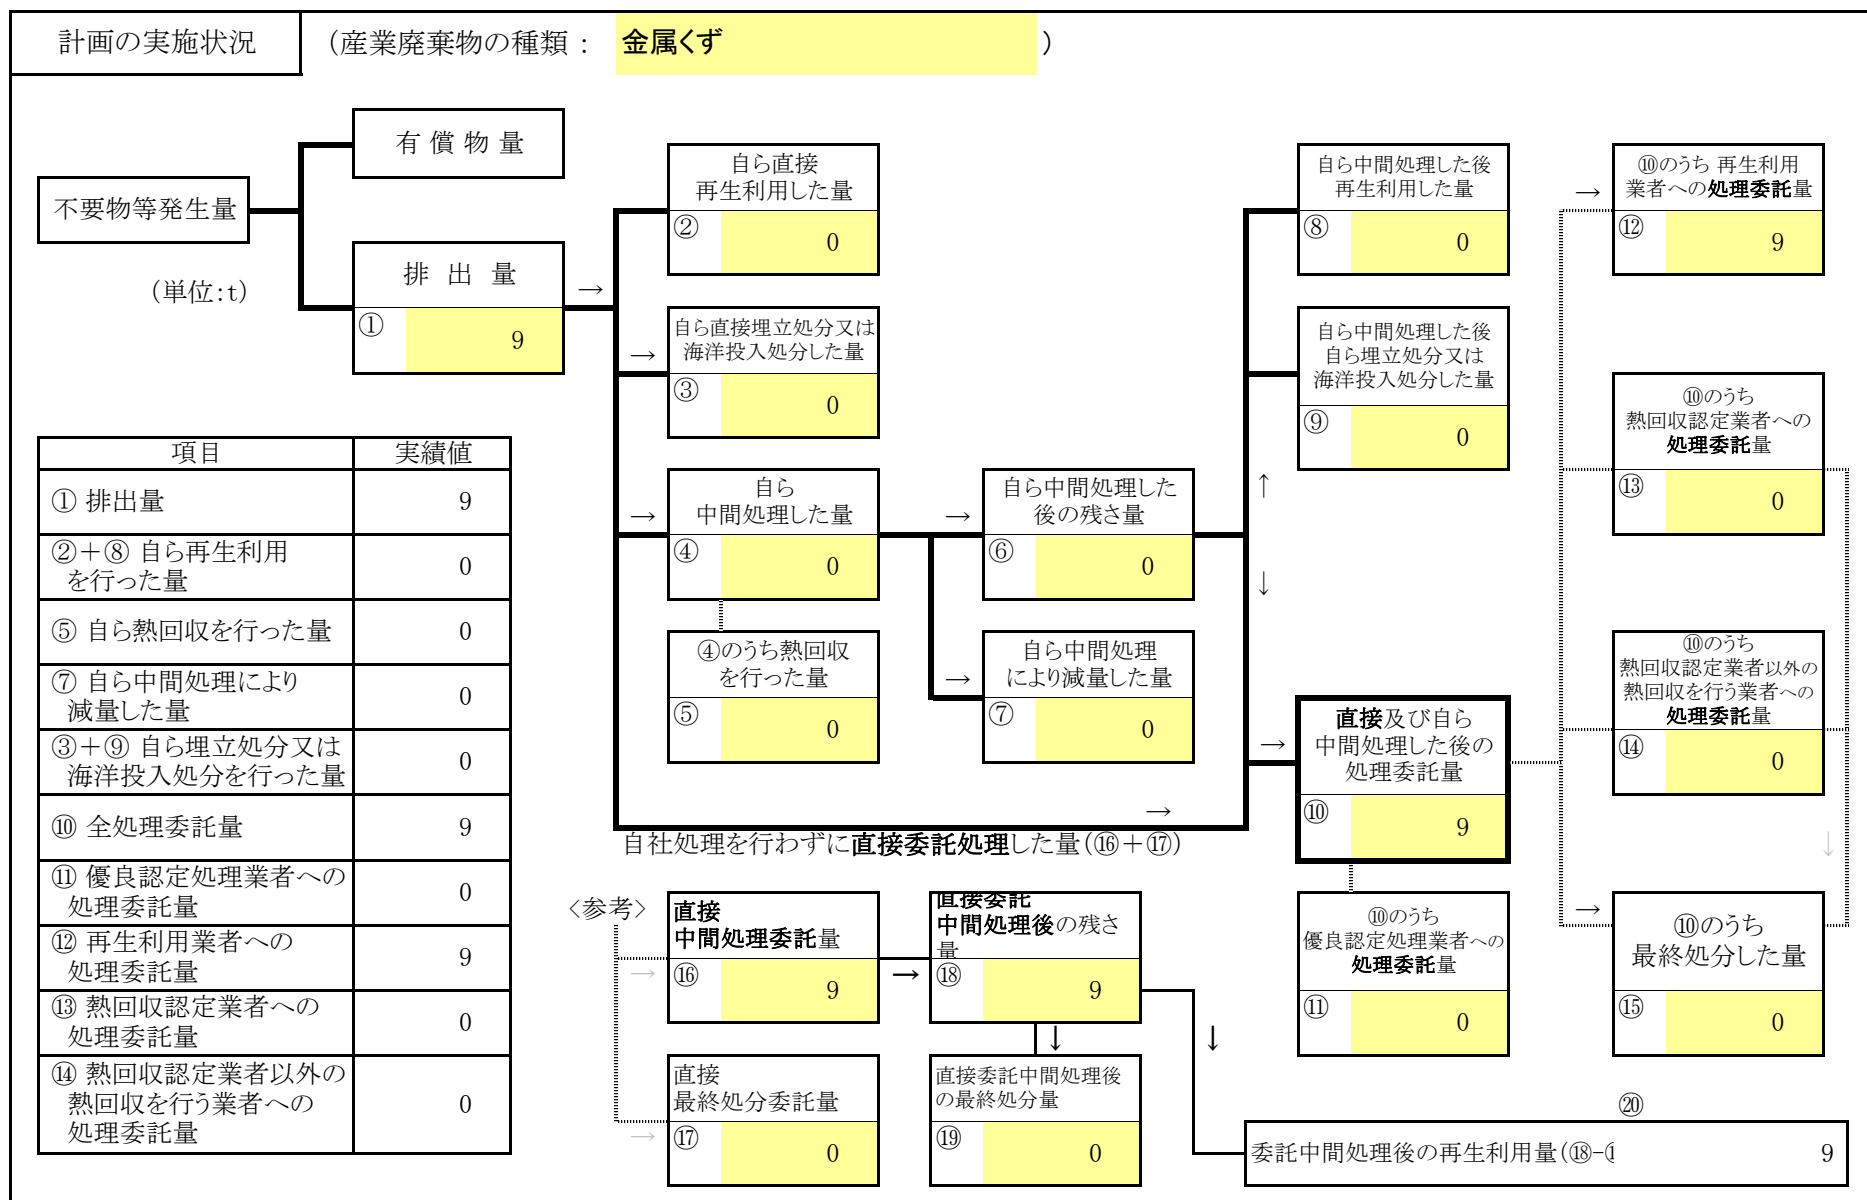 計画の実施状況 （産業廃棄物の種類： 金属くず ）
有償物量
不要物等発生量
（単位:t）
排出量
→
① 9
自ら直接
再生利用した量
② 0
自ら直接埋立処分又は
海洋投入処分した量
→
③ 0
自ら
中間処理した量
→
④ 0
④のうち熱回収
を行った量
⑤ 0
自ら中間処理した
後の残さ量
→
⑥ 0
自ら中間処理
により減量した量
→
⑦ 0
自ら中間処理した後
再生利用した量
⑧ 0
自ら中間処理した後
自ら埋立処分又は
海洋投入処分した量
⑨ 0
↑
↓
直接及び自ら
中間処理した後の
処理委託量
→
⑩ 9
→
自社処理を行わずに直接委託処理した量(⑯＋⑰)
⑩のうち
優良認定処理業者への
処理委託量
⑪ 0
→
⑩のうち 再生利用
業者への処理委託量
⑫ 9
⑩のうち
熱回収認定業者への
処理委託量
⑬ 0
⑩のうち
熱回収認定業者以外の
熱回収を行う業者への
処理委託量
⑭ 0
↓
→
⑩のうち
最終処分した量
⑮ 0
項目 実績値
① 排出量 9
②＋⑧ 自ら再生利用
を行った量 0
⑤ 自ら熱回収を行った量 0
⑦ 自ら中間処理により
減量した量 0
③＋⑨ 自ら埋立処分又は
海洋投入処分を行った量 0
⑩ 全処理委託量 9
⑪ 優良認定処理業者への
処理委託量 0
⑫ 再生利用業者への
処理委託量 9
⑬ 熱回収認定業者への
処理委託量 0
⑭ 熱回収認定業者以外の
熱回収を行う業者への
処理委託量 0
〈参考〉
直接
中間処理委託量
→
⑯ 9
直接委託
中間処理後の残さ
量
→
⑱ 9
↓
↓
直接
最終処分委託量
→
⑰ 0
直接委託中間処理後
の最終処分量
⑲ 0
⑳
委託中間処理後の再生利用量(⑱-
9